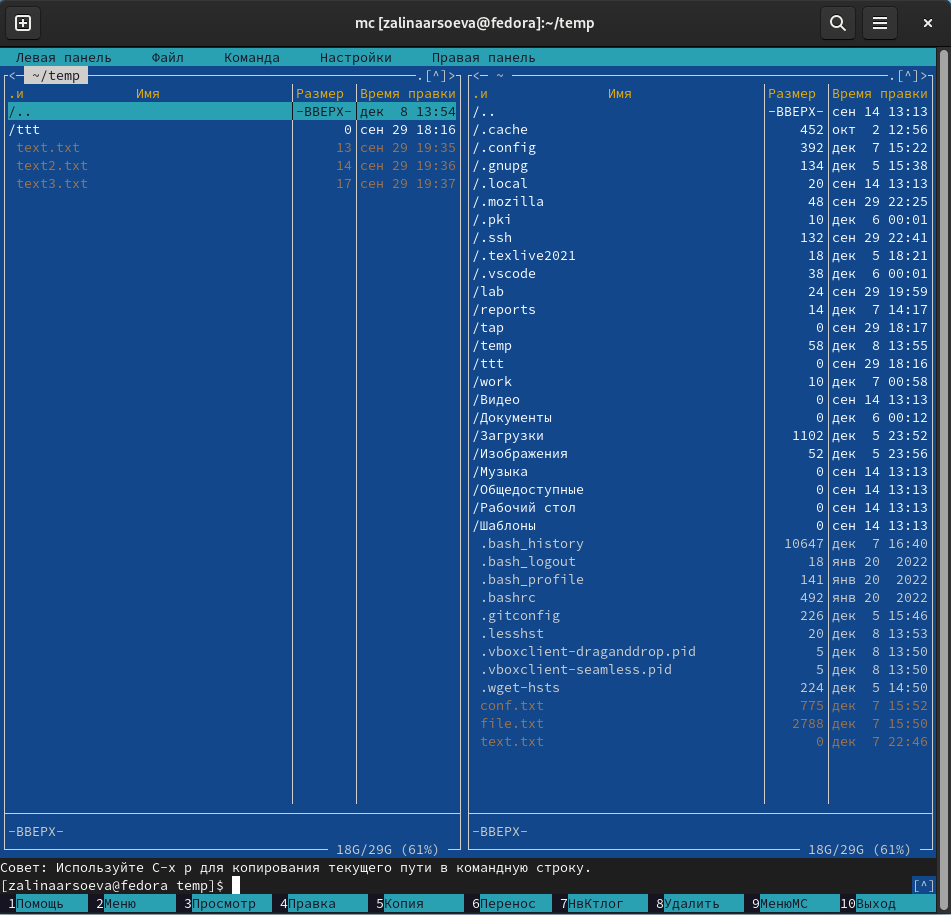 mc [zalinaarsoeva@fedora]:~/temp
Левая панель Файл Команда Настройки Правая панель
<─ ~/temp .[^]> <─ ~ .[^]>
.и Имя Размер Время правки .и Имя Размер Время правки
/.. -ВВЕРХ- дек 8 13:54 /.. -ВВЕРХ- сен 14 13:13
/ttt 0 сен 29 18:16 /.cache 452 окт 2 12:56
text.txt 13 сен 29 19:35 /.config 392 дек 7 15:22
text2.txt 14 сен 29 19:36 /.gnupg 134 дек 5 15:38
text3.txt 17 сен 29 19:37 /.local 20 сен 14 13:13
/.mozilla 48 сен 29 22:25
/.pki 10 дек 6 00:01
/.ssh 132 сен 29 22:41
/.texlive2021 18 дек 5 18:21
/.vscode 38 дек 6 00:01
/lab 24 сен 29 19:59
/reports 14 дек 7 14:17
/tap 0 сен 29 18:17
/temp 58 дек 8 13:55
/ttt 0 сен 29 18:16
/work 10 дек 7 00:58
/Видео 0 сен 14 13:13
/Документы 0 дек 6 00:12
/Загрузки 1102 дек 5 23:52
/Изображения 52 дек 5 23:56
/Музыка 0 сен 14 13:13
/Общедоступные 0 сен 14 13:13
/Рабочий стол 0 сен 14 13:13
/Шаблоны 0 сен 14 13:13
.bash_history 10647 дек 7 16:40
.bash_logout 18 янв 20 2022
.bash_profile 141 янв 20 2022
.bashrc 492 янв 20 2022
.gitconfig 226 дек 5 15:46
.lesshst 20 дек 8 13:53
.vboxclient-draganddrop.pid 5 дек 8 13:50
.vboxclient-seamless.pid 5 дек 8 13:50
.wget-hsts 224 дек 5 14:50
conf.txt 775 дек 7 15:52
file.txt 2788 дек 7 15:50
text.txt 0 дек 7 22:46
-ВВЕРХ- -ВВЕРХ-
18G/29G (61%) 18G/29G (61%)
Совет: Используйте C-x p для копирования текущего пути в командную строку.
[zalinaarsoeva@fedora temp]$ [^]
1Помощь 2Меню 3Просмотр 4Правка 5Копия 6Перенос 7НвКтлог 8Удалить 9МенюМС 10Выход